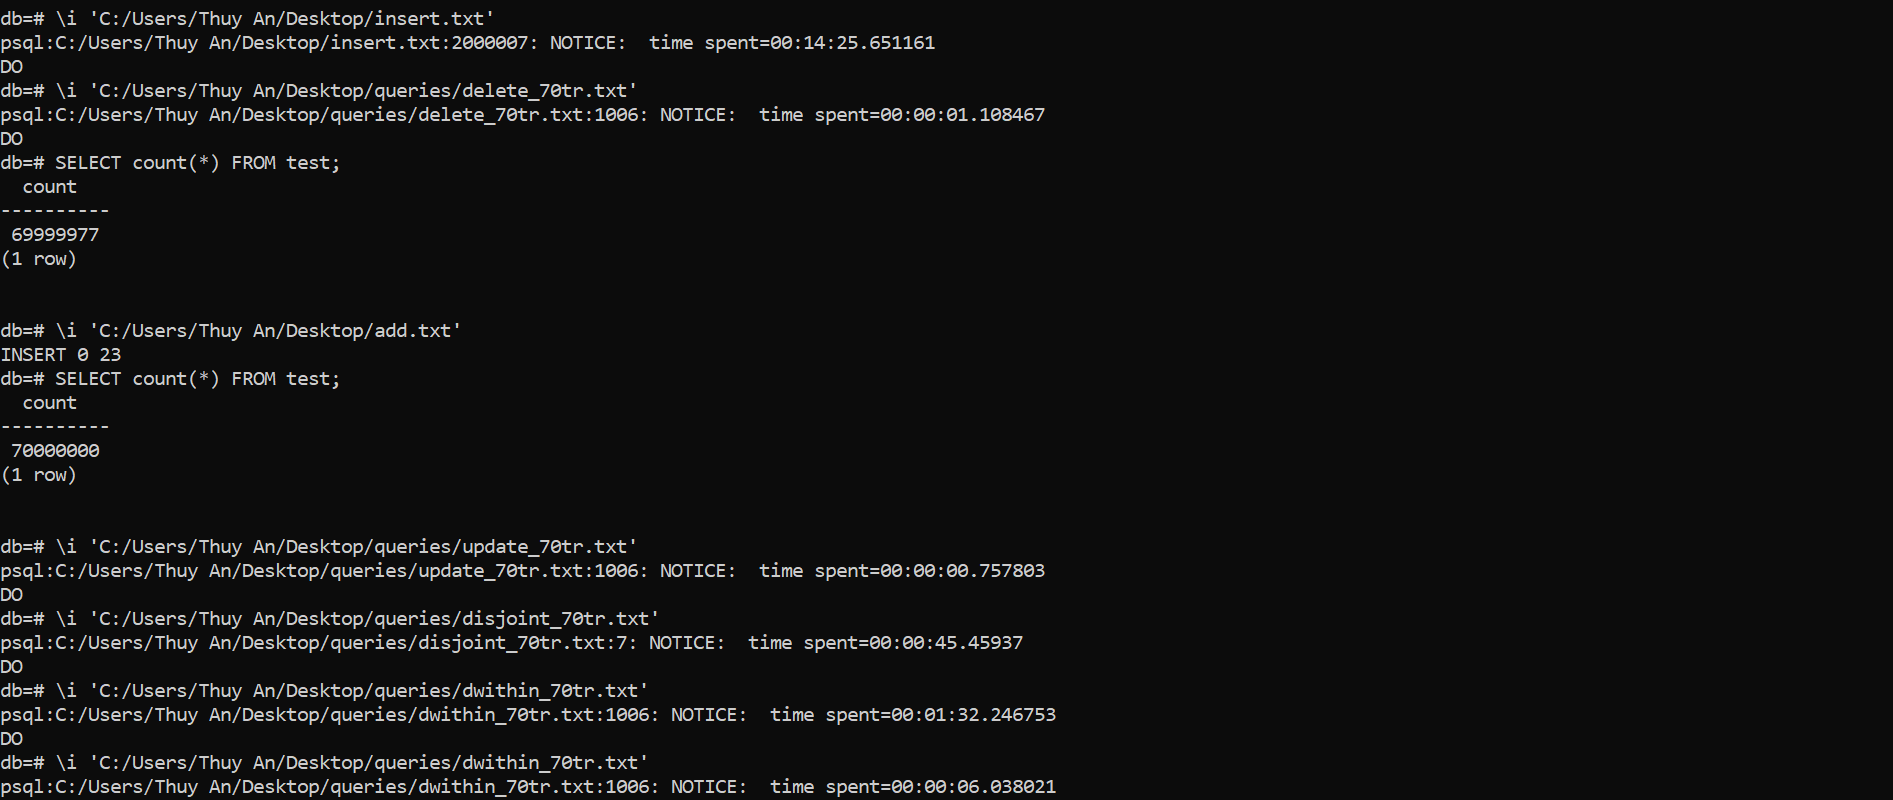 db=# \i 'C:/Users/Thuy An/Desktop/insert.txt'
psql:C:/Users/Thuy An/Desktop/insert.txt:2000007: NOTICE:  time spent=00:14:25.651161
DO
db=# \i 'C:/Users/Thuy An/Desktop/queries/delete_70tr.txt'
psql:C:/Users/Thuy An/Desktop/queries/delete_70tr.txt:1006: NOTICE:  time spent=00:00:01.108467
DO
db=# SELECT count(*) FROM test;
  count
----------
 69999977
(1 row)


db=# \i 'C:/Users/Thuy An/Desktop/add.txt'
INSERT 0 23
db=# SELECT count(*) FROM test;
  count
----------
 70000000
(1 row)


db=# \i 'C:/Users/Thuy An/Desktop/queries/update_70tr.txt'
psql:C:/Users/Thuy An/Desktop/queries/update_70tr.txt:1006: NOTICE:  time spent=00:00:00.757803
DO
db=# \i 'C:/Users/Thuy An/Desktop/queries/disjoint_70tr.txt'
psql:C:/Users/Thuy An/Desktop/queries/disjoint_70tr.txt:7: NOTICE:  time spent=00:00:45.45937
DO
db=# \i 'C:/Users/Thuy An/Desktop/queries/dwithin_70tr.txt'
psql:C:/Users/Thuy An/Desktop/queries/dwithin_70tr.txt:1006: NOTICE:  time spent=00:01:32.246753
DO
db=# \i 'C:/Users/Thuy An/Desktop/queries/dwithin_70tr.txt'
psql:C:/Users/Thuy An/Desktop/queries/dwithin_70tr.txt:1006: NOTICE:  time spent=00:00:06.038021